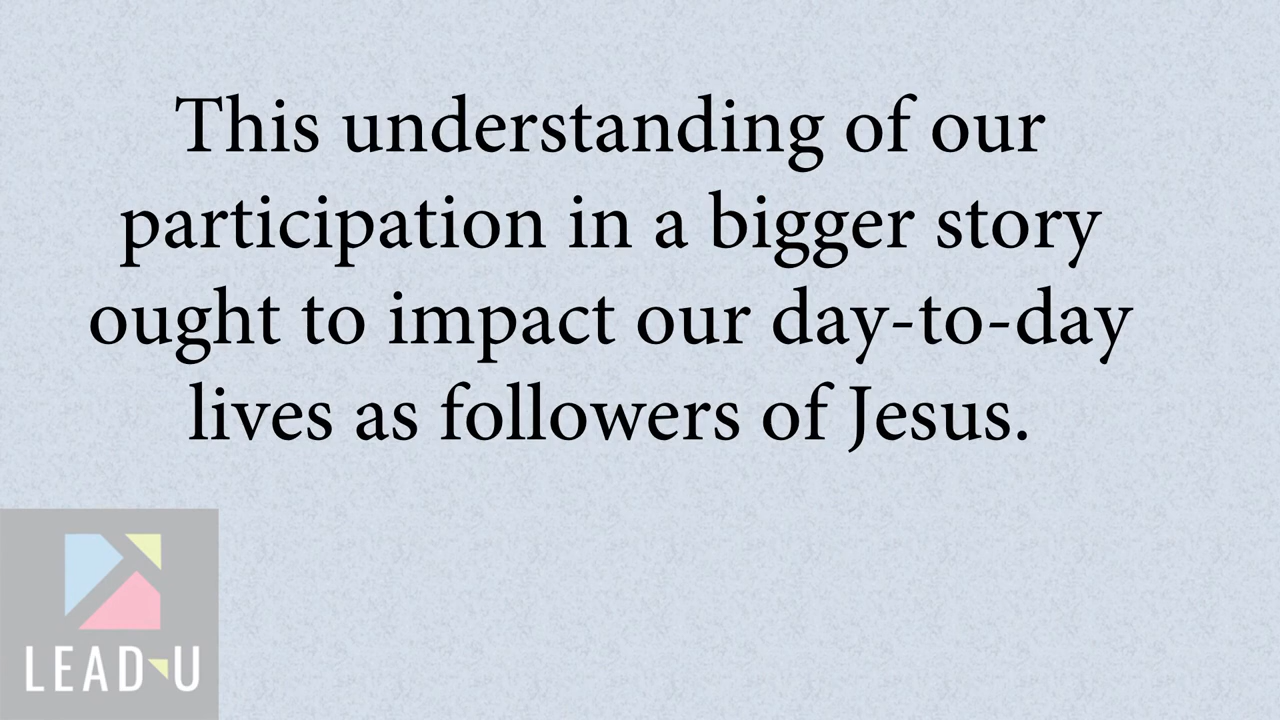 This understanding of our
participation in a bigger story
ought to impact our day-to-day
lives as followers of Jesus.
LEAD U